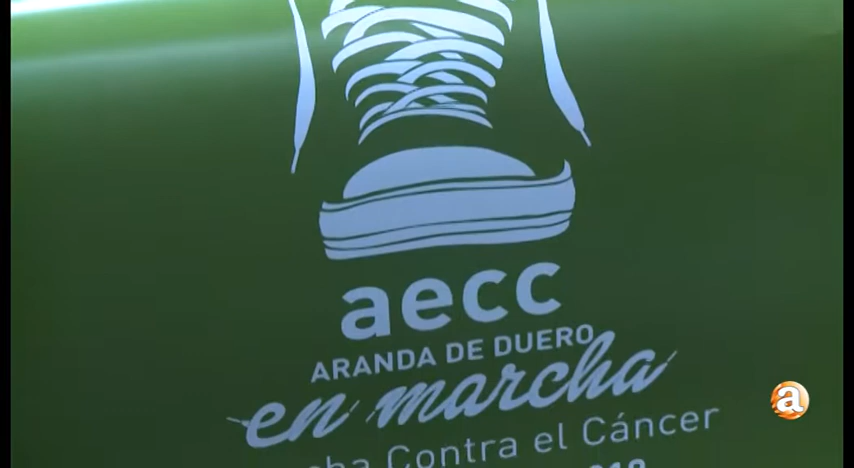 aecc
ARANDA DE DUERO
en marcha
Contra el Cáncer
a